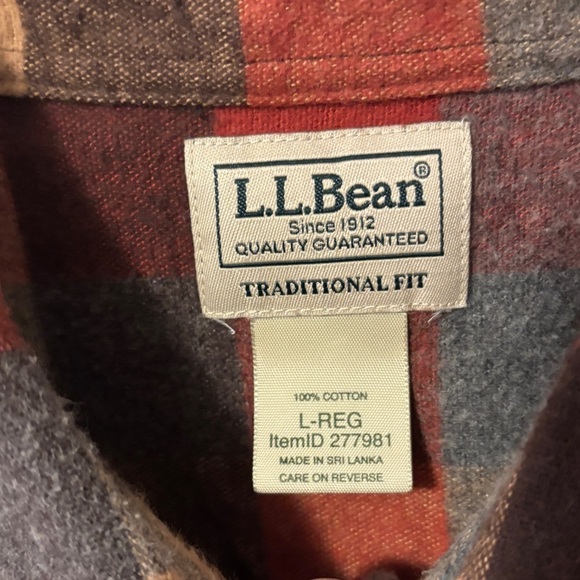 L.L.Bean®
Since 1912
QUALITY GUARANTEED
TRADITIONAL FIT
100% COTTON
L-REG
ItemID 277981
MADE IN SRI LANKA
CARE ON REVERSE